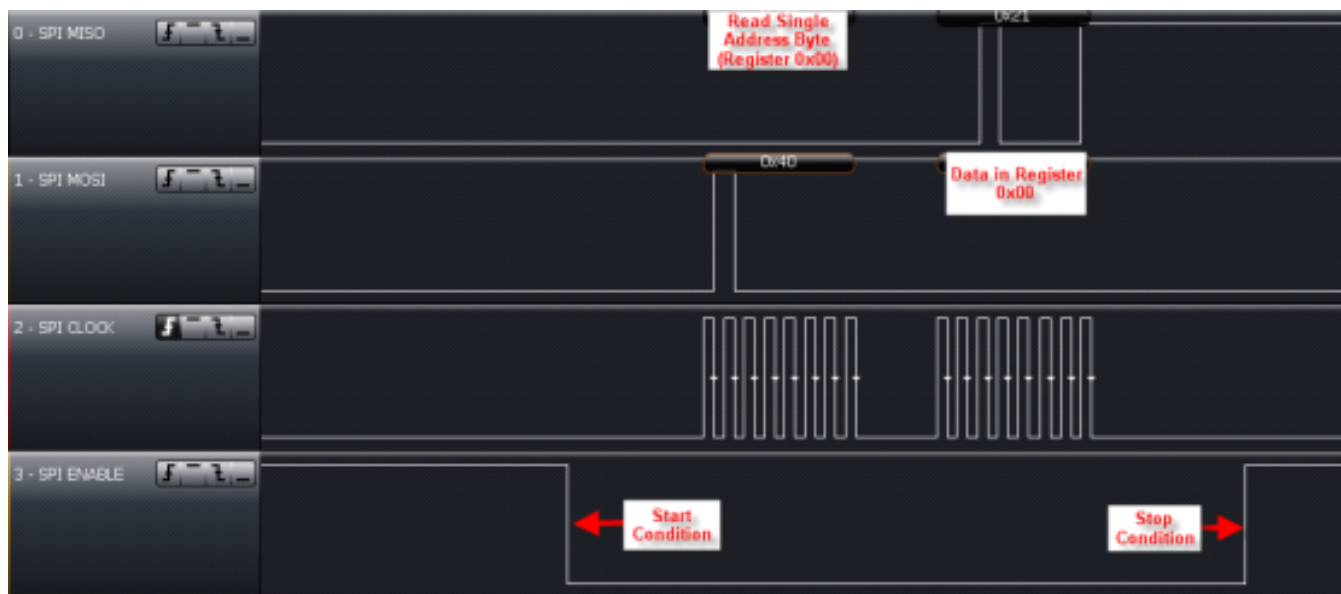 0 - SPI MISO
Read Single
Address Byte
(Register 0x00)
0x21
1 - SPI MOSI
0x40
Data in Register
0x00
2 - SPI CLOCK
3 - SPI ENABLE
Start
Condition
Stop
Condition